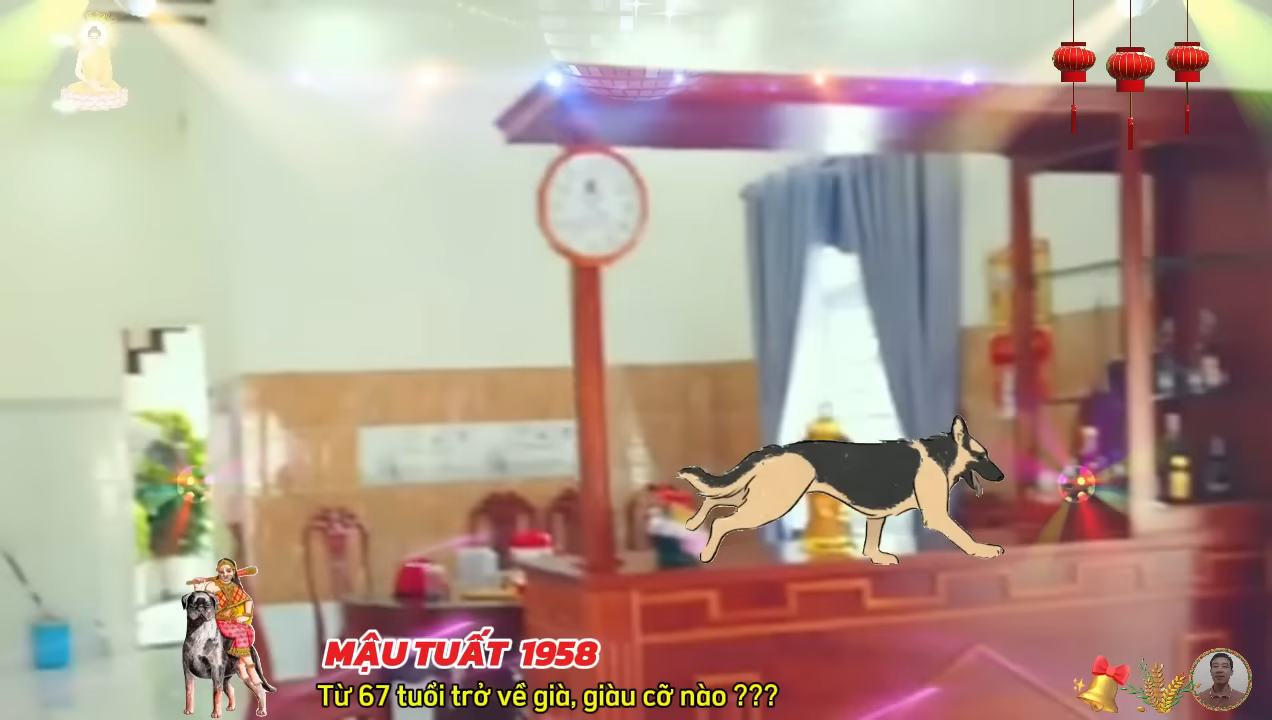 MẬU TUẤT 1958
Từ 67 tuổi trở về già, giàu cỡ nào ???